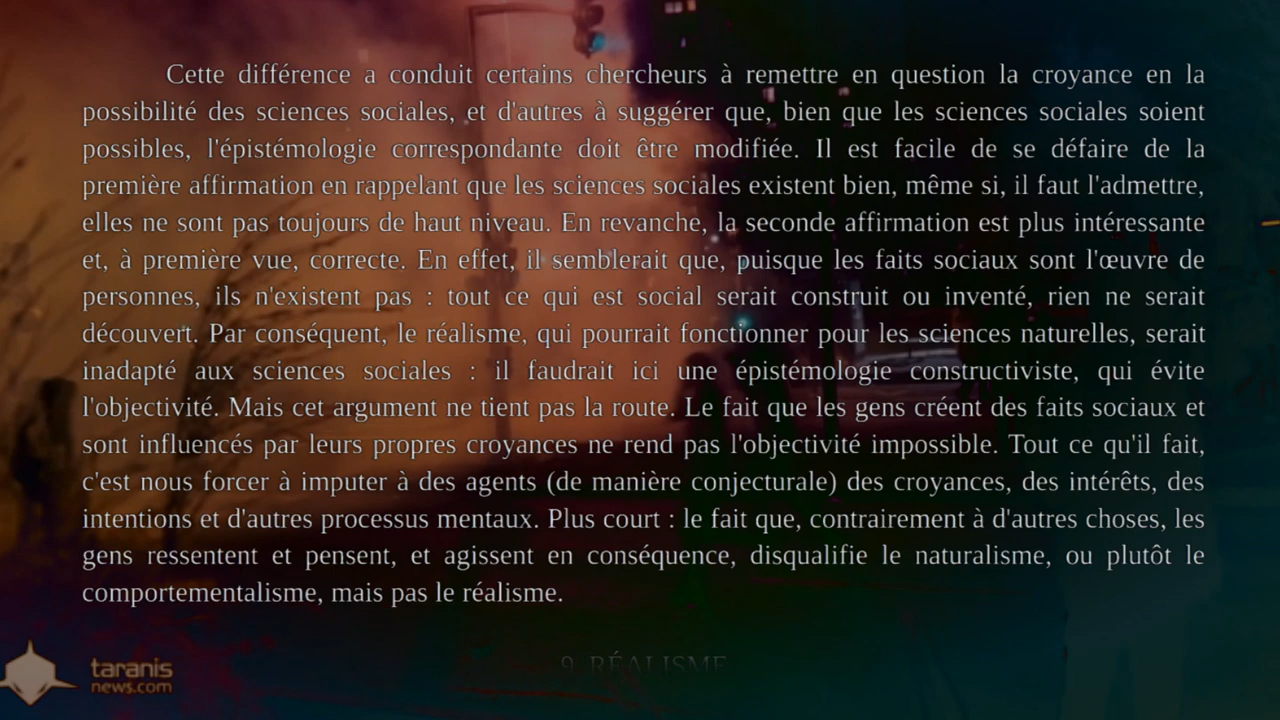 Cette différence a conduit certains chercheurs à remettre en question la croyance en la
possibilité des sciences sociales, et d'autres à suggérer que, bien que les sciences sociales soient
possibles, l'épistémologie correspondante doit être modifiée. Il est facile de se défaire de la
première affirmation en rappelant que les sciences sociales existent bien, même si, il faut l'admettre,
elles ne sont pas toujours de haut niveau. En revanche, la seconde affirmation est plus intéressante
et, à première vue, correcte. En effet, il semblerait que, puisque les faits sociaux sont l'œuvre de
personnes, ils n'existent pas : tout ce qui est social serait construit ou inventé, rien ne serait
découvert. Par conséquent, le réalisme, qui pourrait fonctionner pour les sciences naturelles, serait
inadapté aux sciences sociales : il faudrait ici une épistémologie constructiviste, qui évite
l'objectivité. Mais cet argument ne tient pas la route. Le fait que les gens créent des faits sociaux et
sont influencés par leurs propres croyances ne rend pas l'objectivité impossible. Tout ce qu'il fait,
c'est nous forcer à imputer à des agents (de manière conjecturale) des croyances, des intérêts, des
intentions et d'autres processus mentaux. Plus court : le fait que, contrairement à d'autres choses, les
gens ressentent et pensent, et agissent en conséquence, disqualifie le naturalisme, ou plutôt le
comportementalisme, mais pas le réalisme.
9. RÉALISME
taranis
news.com